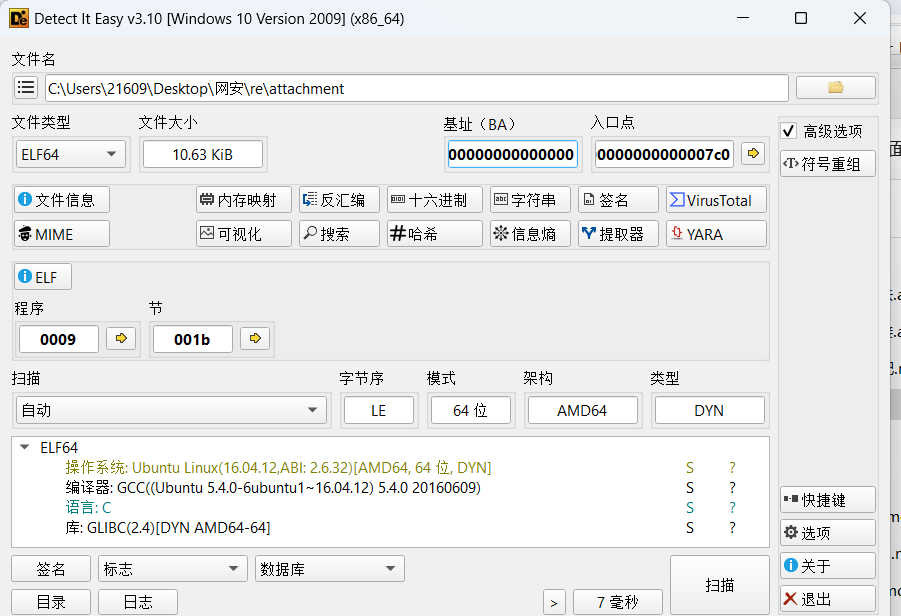 Detect It Easy v3.10 [Windows 10 Version 2009] (x86_64)
文件名
C:\Users\21609\Desktop\网安\re\attachment
文件类型 文件大小 基址（BA） 入口点
ELF64 10.63 KiB 00000000000000 0000000000007c0
高级选项
符号重组
文件信息 内存映射 反汇编 十六进制 字符串 签名 VirusTotal
MIME 可视化 搜索 哈希 信息熵 提取器 YARA
ELF
程序 节
0009 001b
扫描 字节序 模式 架构 类型
自动 LE 64 位 AMD64 DYN
ELF64
操作系统: Ubuntu Linux(16.04.12,ABI: 2.6.32)[AMD64, 64 位, DYN] S ?
编译器: GCC((Ubuntu 5.4.0-6ubuntu1~16.04.12) 5.4.0 20160609) S ?
语言: C S ?
库: GLIBC(2.4)[DYN AMD64-64] S ?
快捷键
选项
关于
退出
签名 标志 数据库 扫描
目录 日志 > 7 毫秒